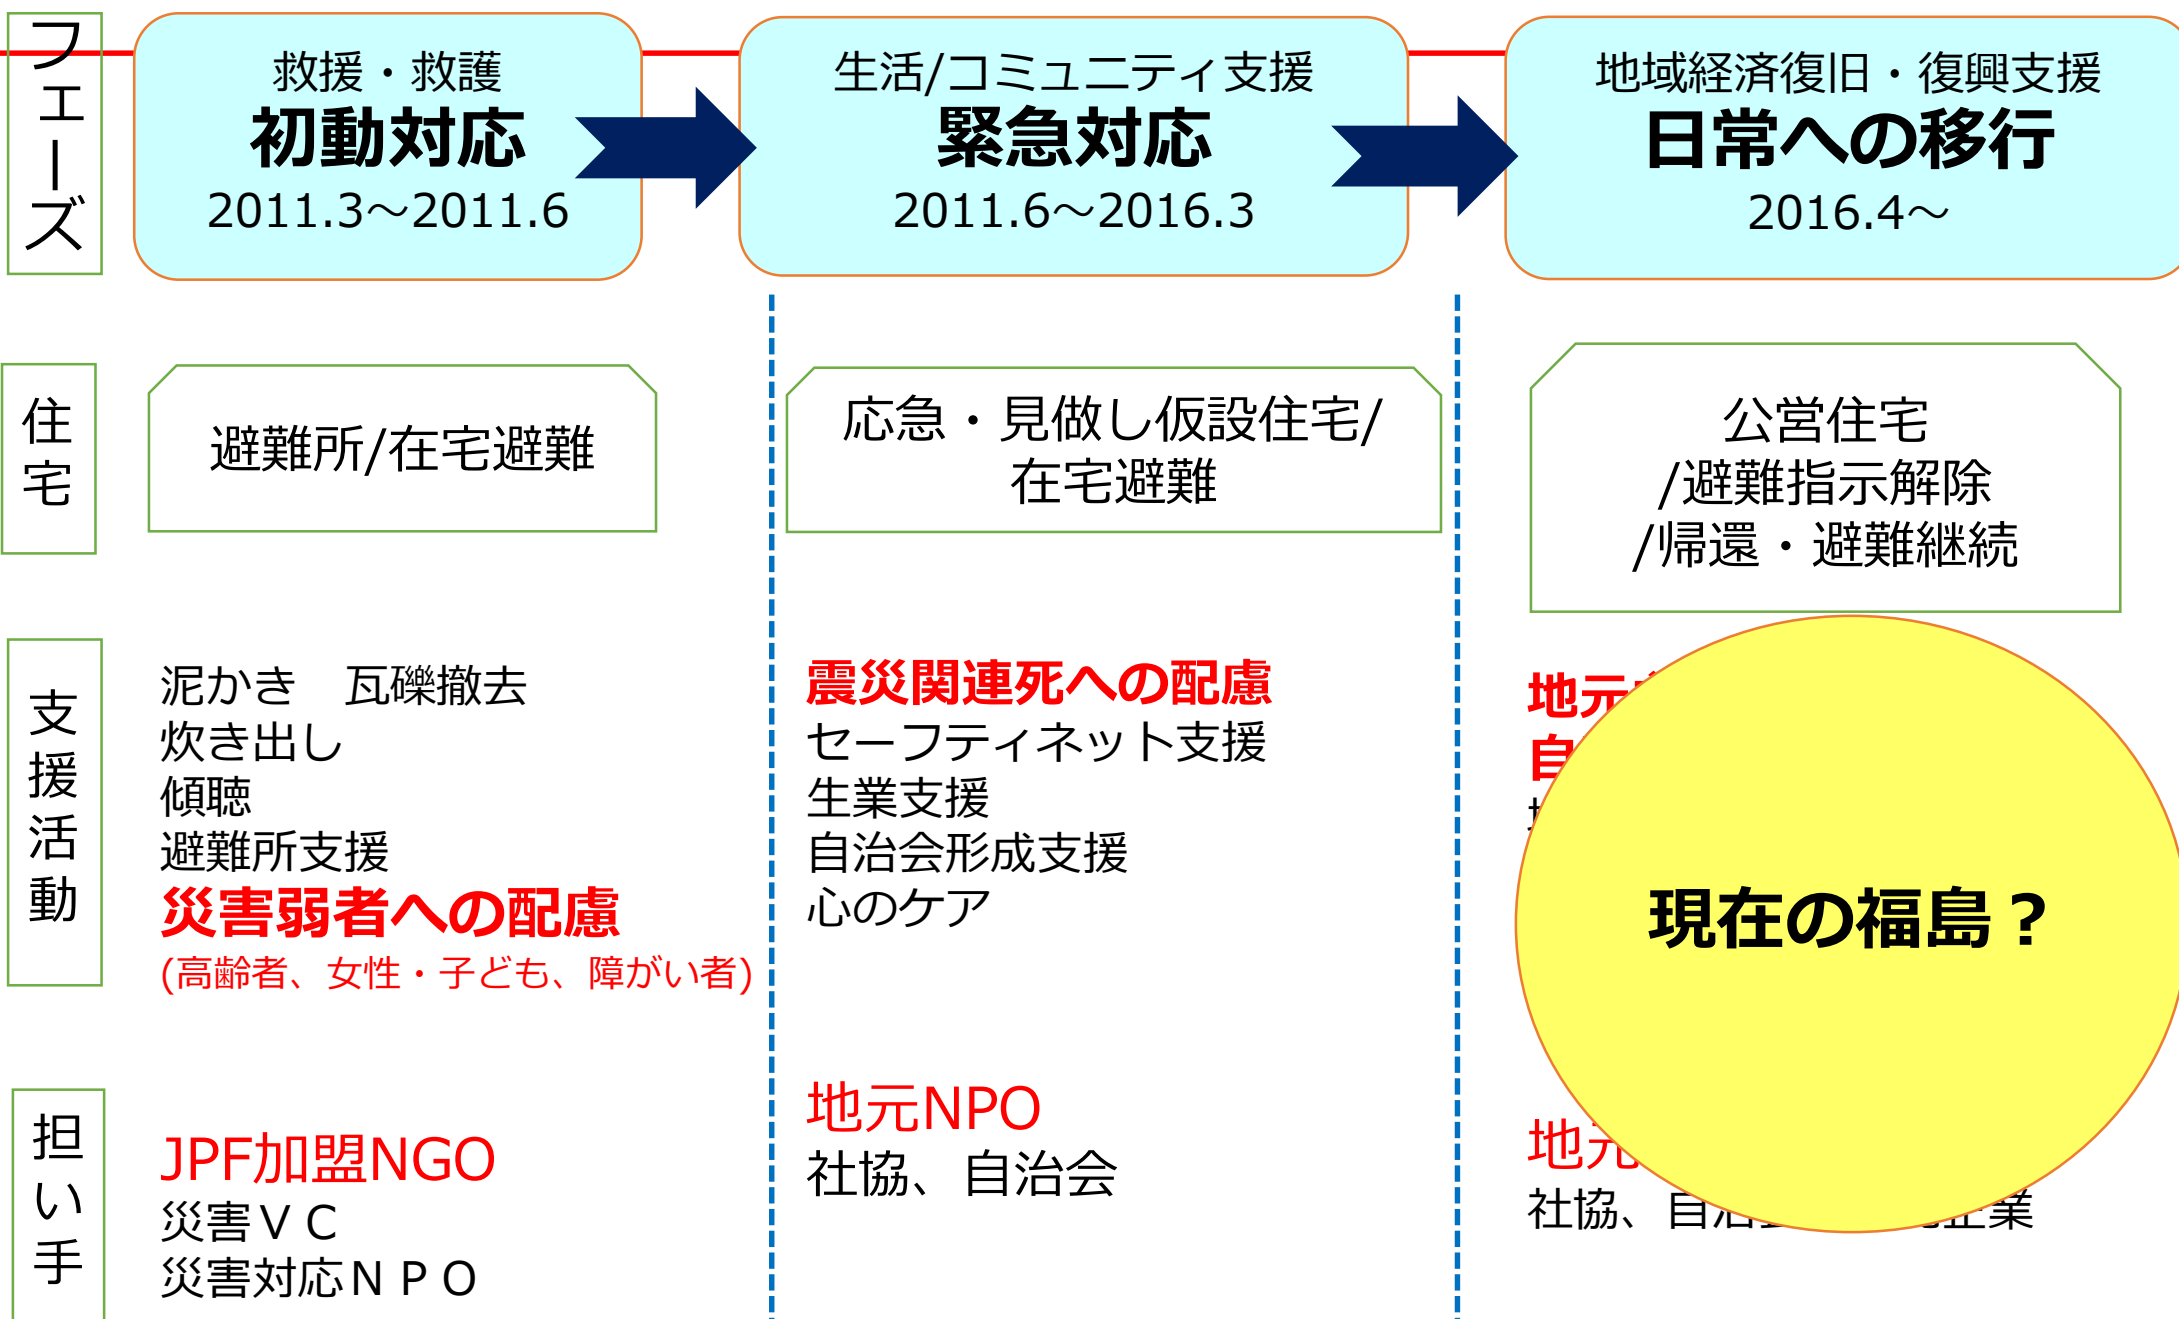 フェーズ
救援・救護
初動対応
2011.3～2011.6
生活/コミュニティ支援
緊急対応
2011.6～2016.3
地域経済復旧・復興支援
日常への移行
2016.4～
住宅
避難所/在宅避難
応急・見做し仮設住宅/
在宅避難
公営住宅
/避難指示解除
/帰還・避難継続
支援活動
泥かき　瓦礫撤去
炊き出し
傾聴
避難所支援
災害弱者への配慮
(高齢者、女性・子ども、障がい者)
震災関連死への配慮
セーフティネット支援
生業支援
自治会形成支援
心のケア
地元
自
現在の福島？
担い手
JPF加盟NGO
災害ＶＣ
災害対応ＮＰＯ
地元NPO
社協、自治会
地元
社協、自治
企業